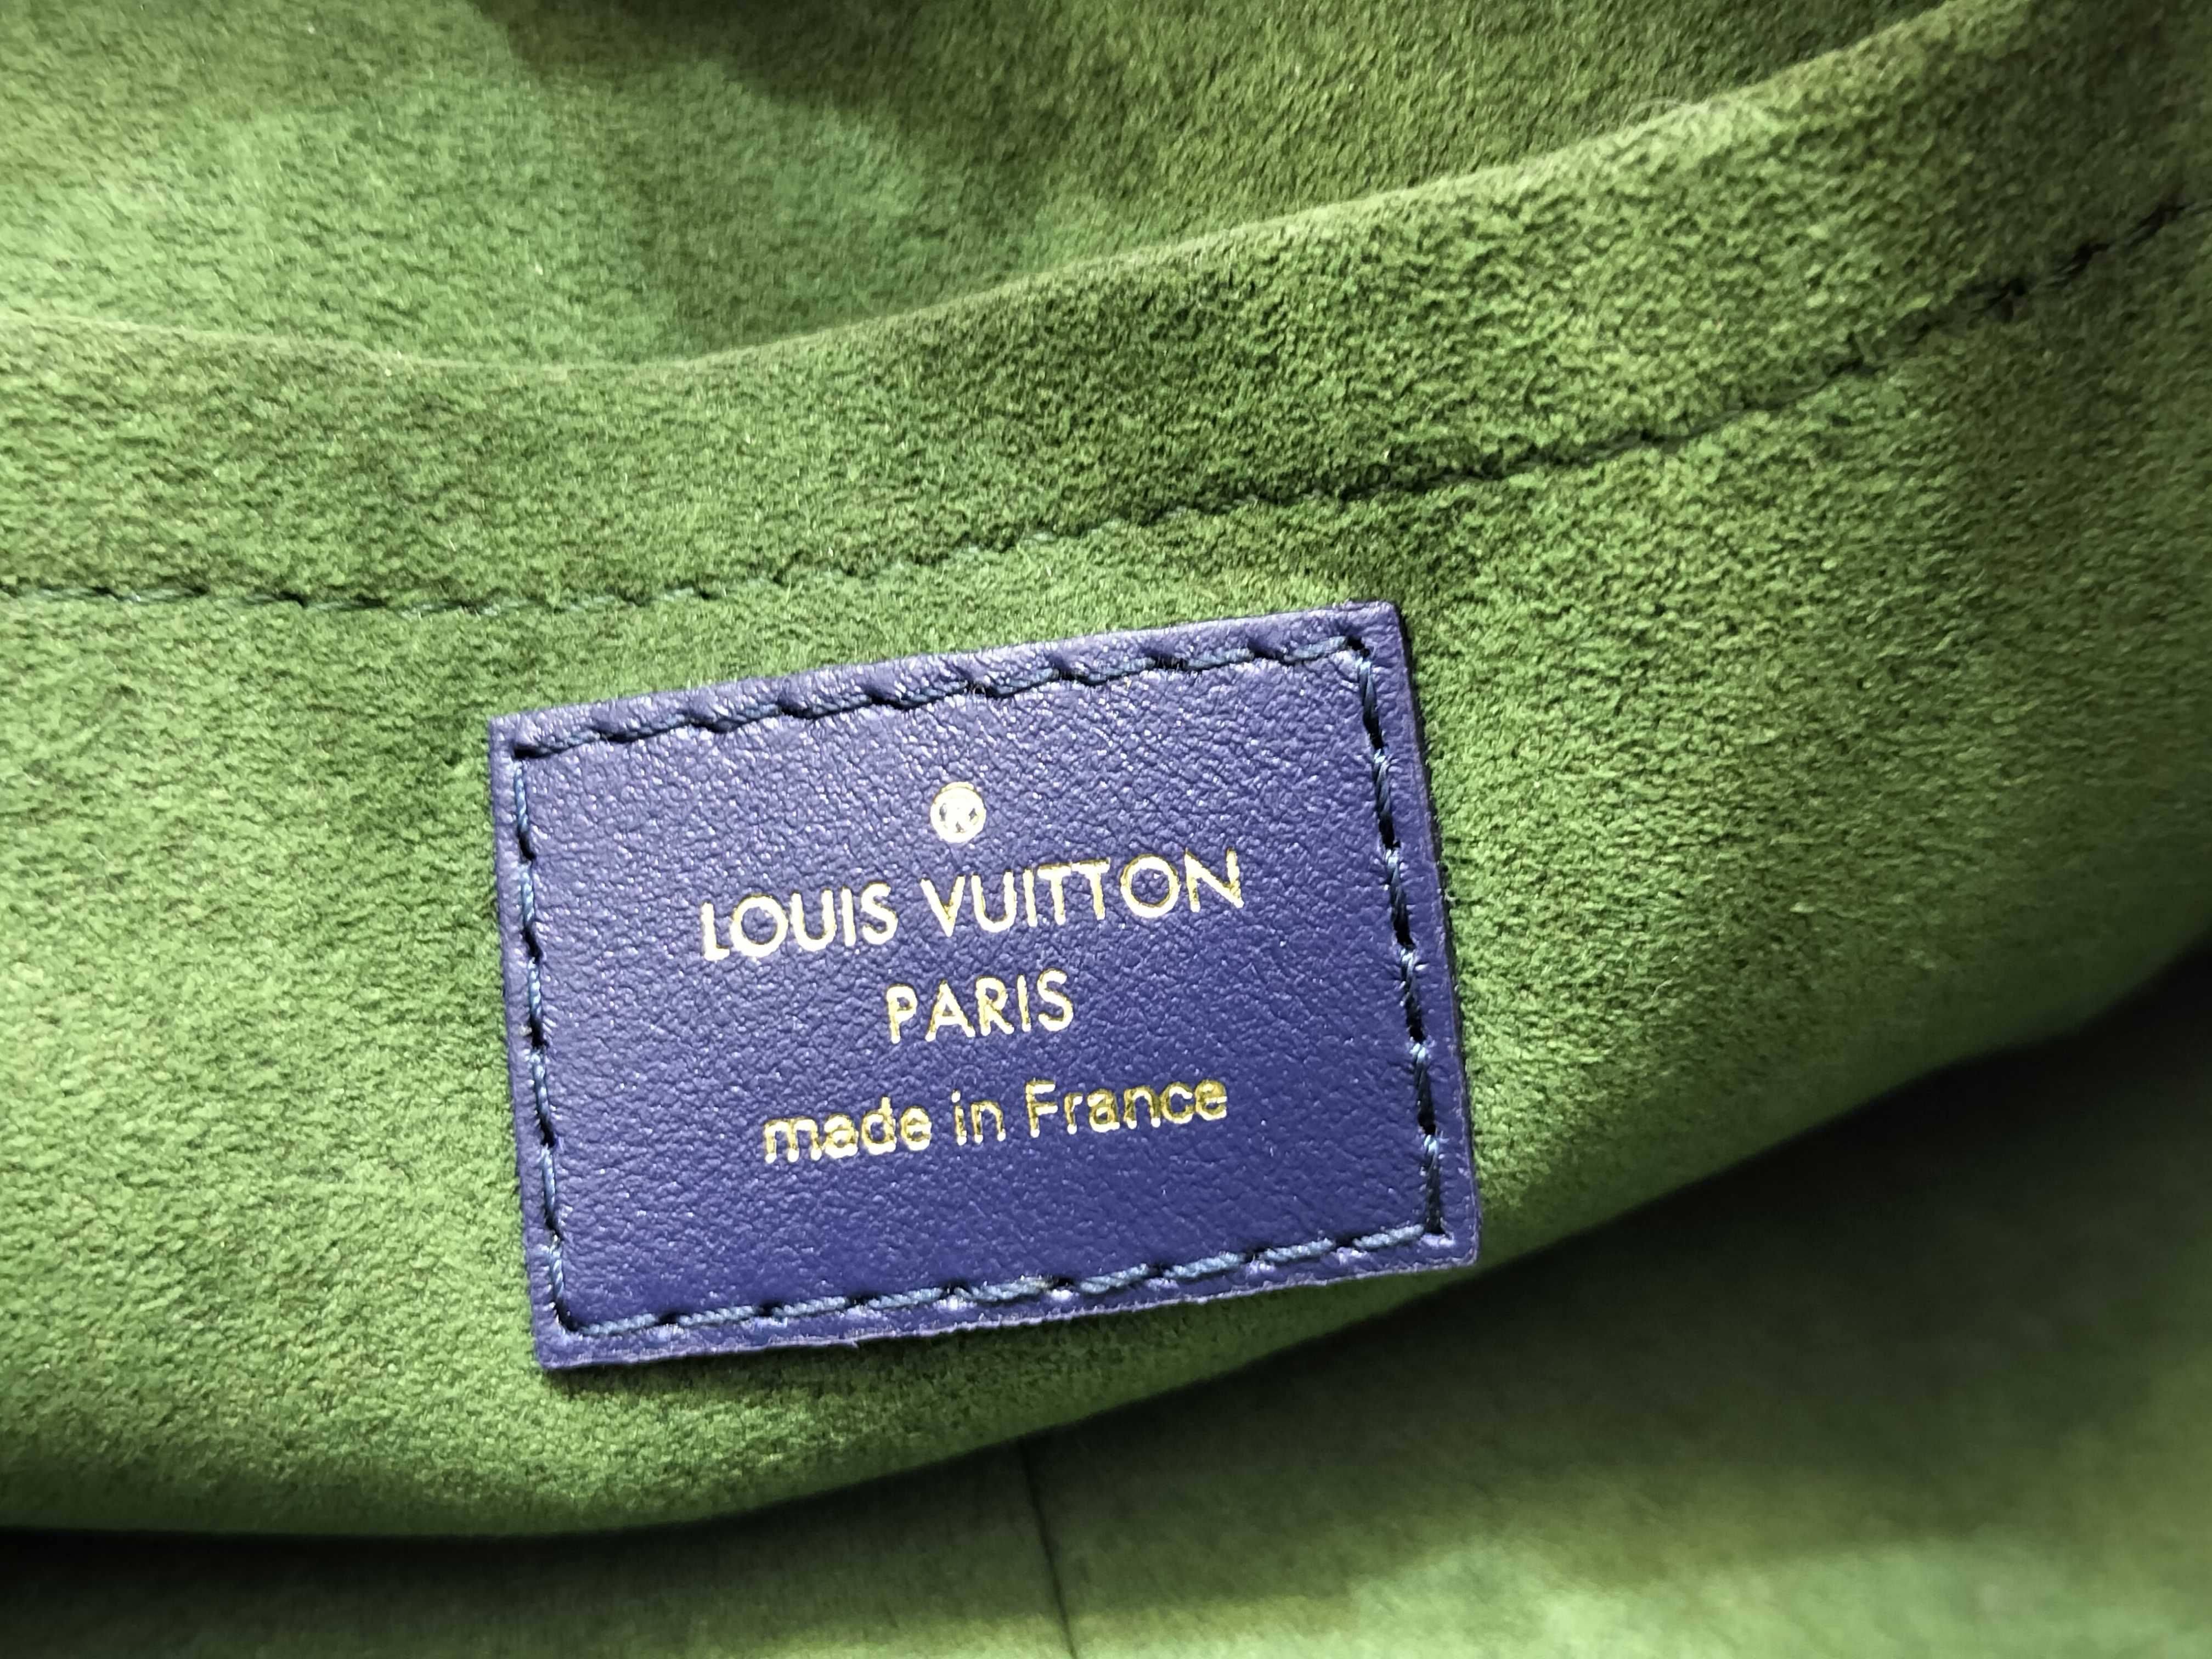 ®
LOUIS VUITTON
PARIS
made in France